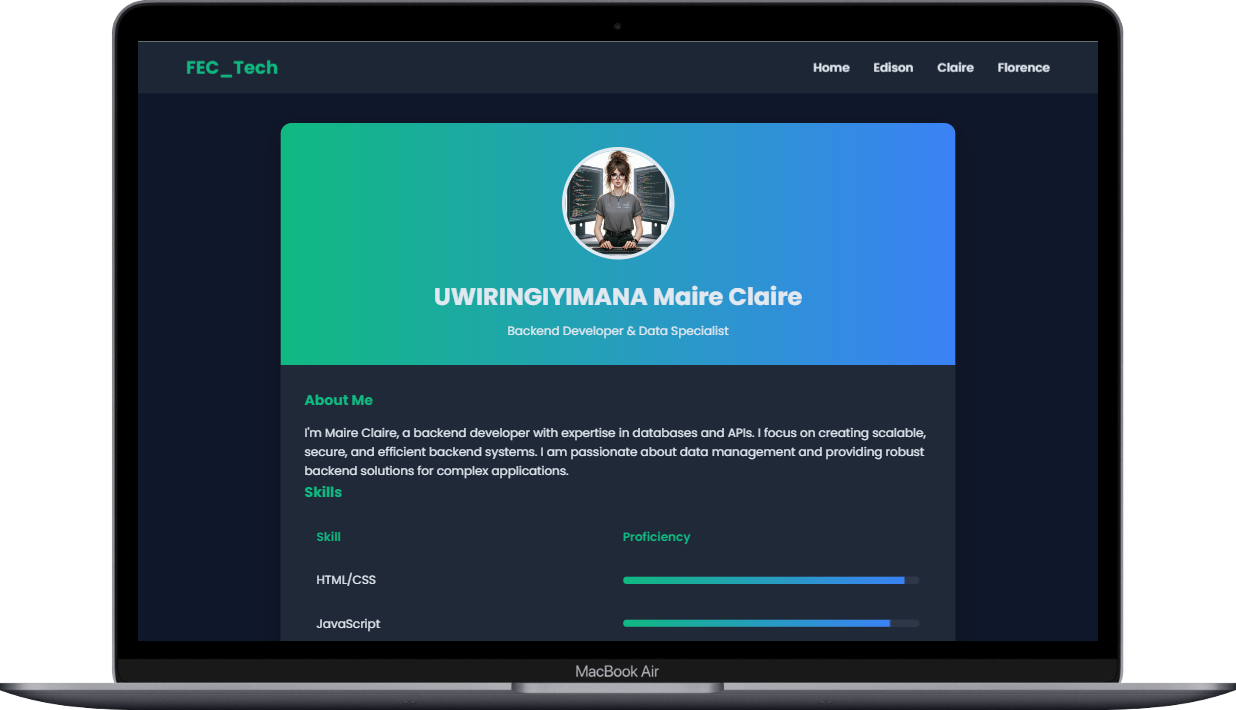 FEC_Tech
Home Edison Claire Florence
UWIRINGIYIMANA Maire Claire
Backend Developer & Data Specialist
About Me
I'm Maire Claire, a backend developer with expertise in databases and APIs. I focus on creating scalable,
secure, and efficient backend systems. I am passionate about data management and providing robust
backend solutions for complex applications.
Skills
Skill Proficiency
HTML/CSS
JavaScript
MacBook Air